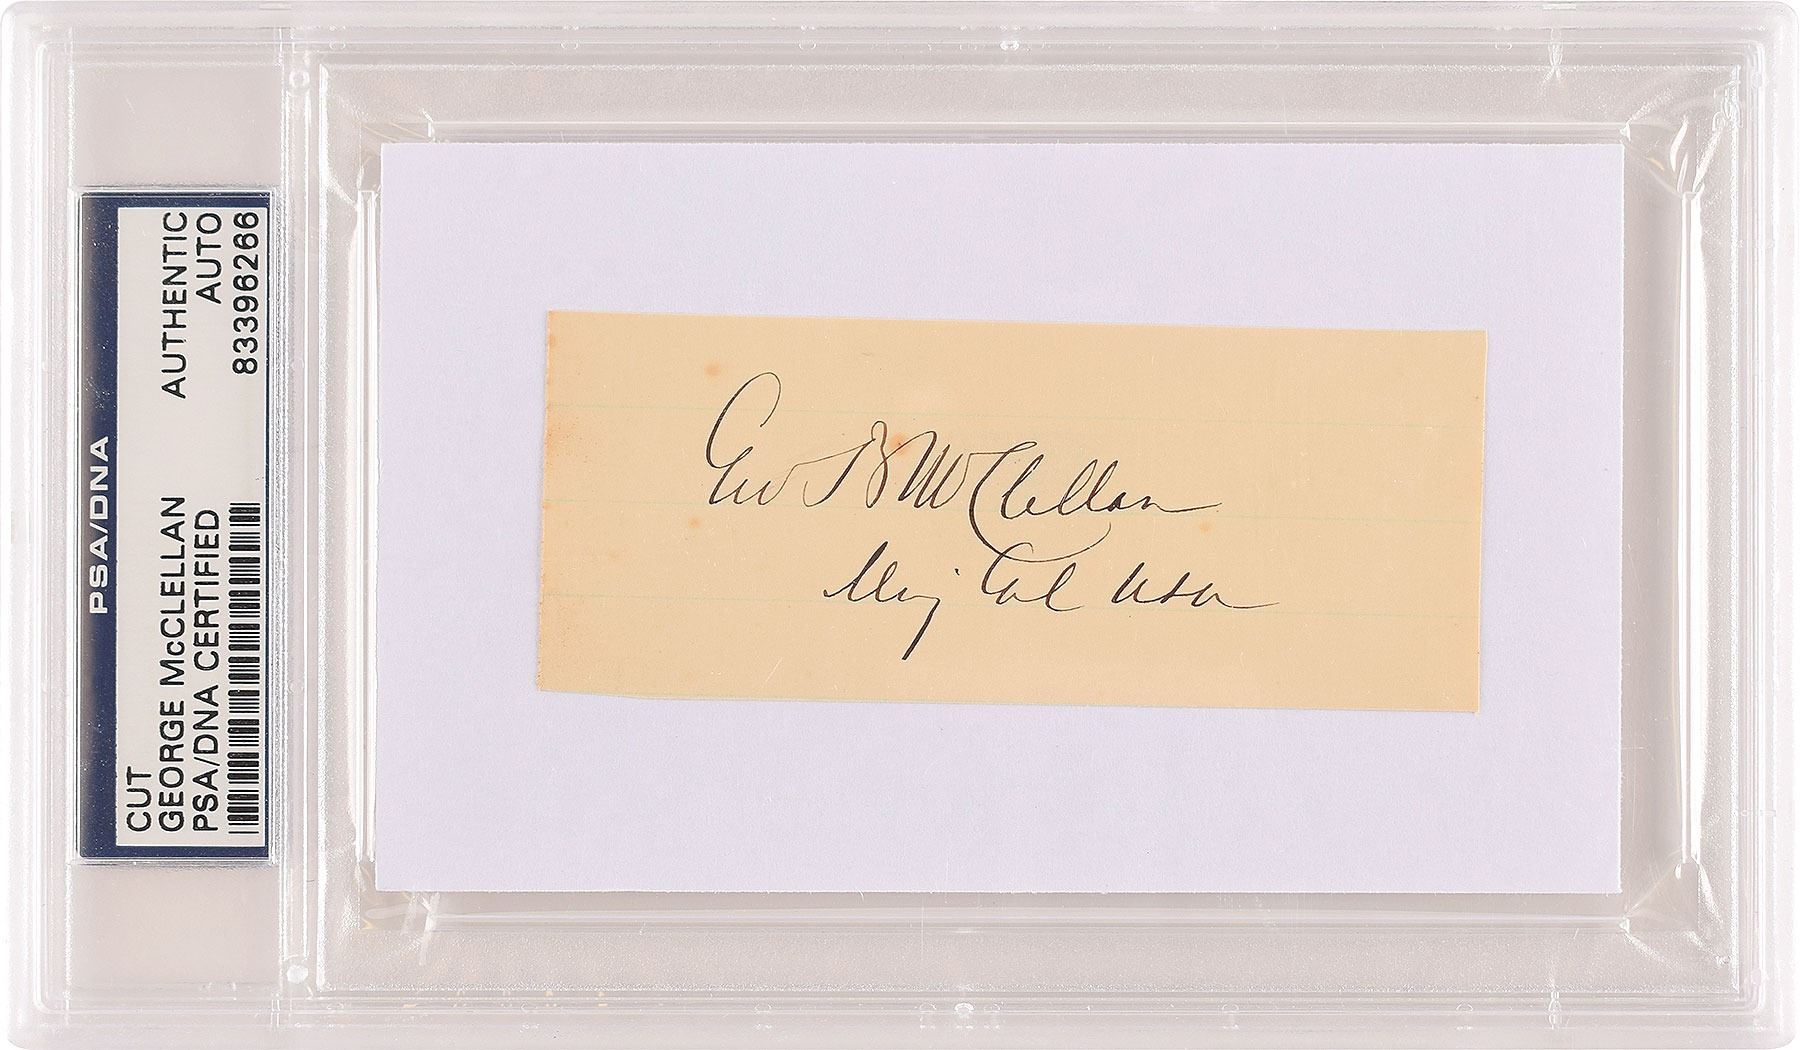 PSA/DNA
CUT
GEORGE McCLELLAN
PSA/DNA CERTIFIED
AUTHENTIC
AUTO
83396266
Geo B McClellan
Maj Genl USA